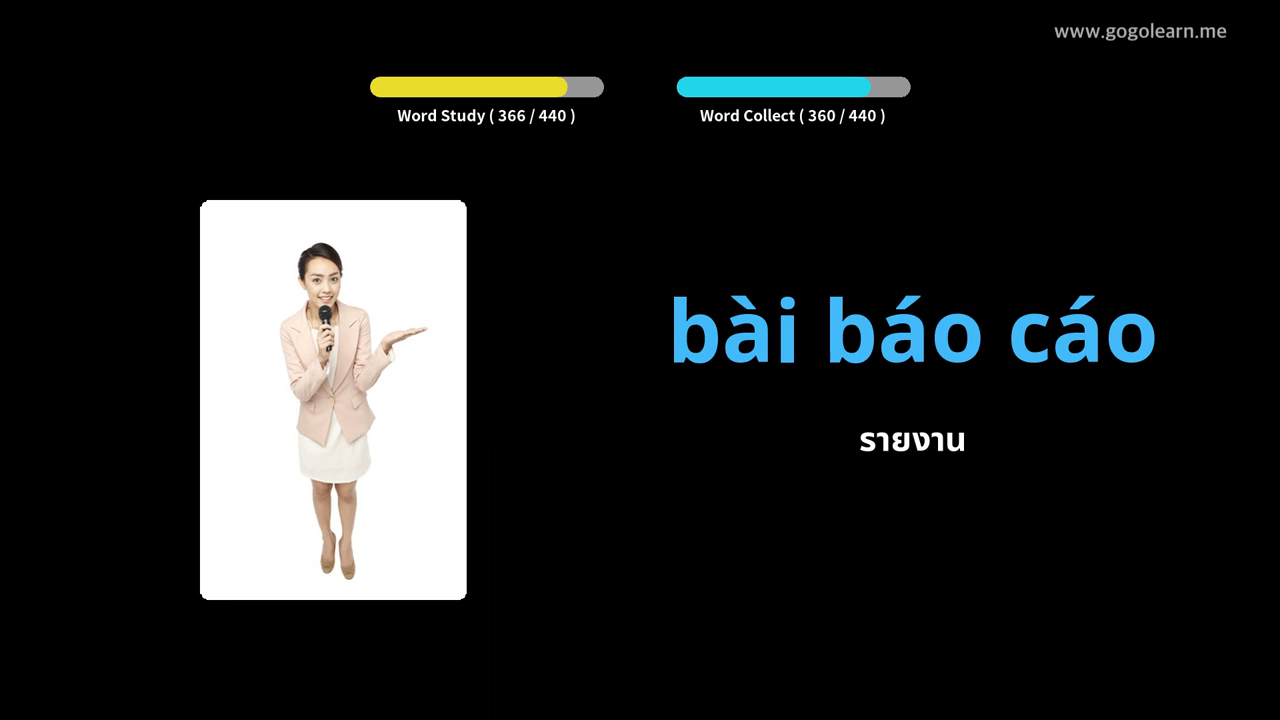 www.gogolearn.me
Word Study ( 366 / 440 )
Word Collect ( 360 / 440 )
bài báo cáo
รายงาน